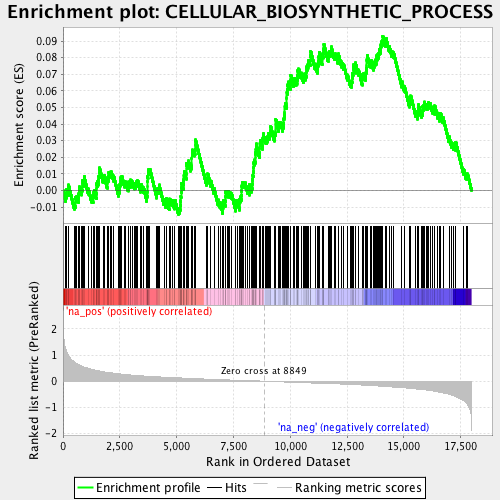 Enrichment plot: CELLULAR_BIOSYNTHETIC_PROCESS
Enrichment score (ES)
0.09
0.08
0.07
0.06
0.05
0.04
0.03
0.02
0.01
0.00
-0.01
'na_pos' (positively correlated)
Ranked list metric (PreRanked)
2
1
0
-1
-2
Zero cross at 8849
'na_neg' (negatively correlated)
0
2,500
5,000
7,500
10,000
12,500
15,000
17,500
Rank in Ordered Dataset
Enrichment profile
Hits
Ranking metric scores